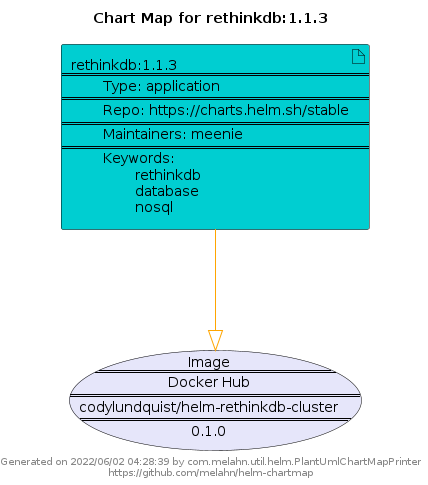 Chart Map for rethinkdb:1.1.3
rethinkdb:1.1.3
Type: application
Repo: https://charts.helm.sh/stable
Maintainers: meenie
Keywords:
rethinkdb
database
nosql
Image
Docker Hub
codylundquist/helm-rethinkdb-cluster
0.1.0
Generated on 2022/06/02 04:28:39 by com.melahn.util.helm.PlantUmlChartMapPrinter
https://github.com/melahn/helm-chartmap